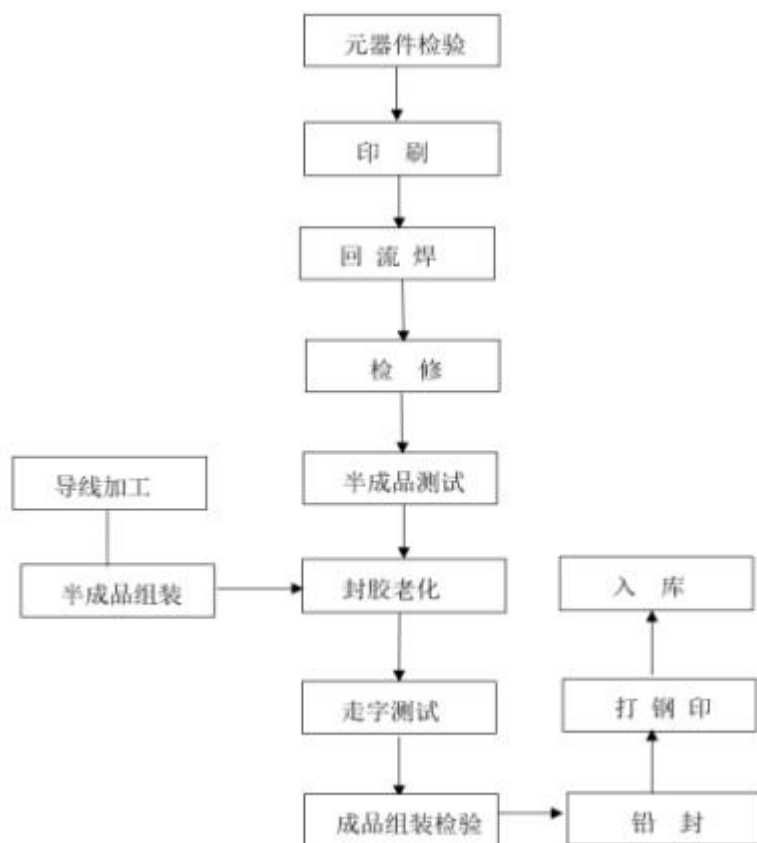 元器件检验
印 刷
回 流 焊
检 修
半成品测试
导线加工
半成品组装
封胶老化
入 库
走字测试
打 钢 印
成品组装检验
铅 封